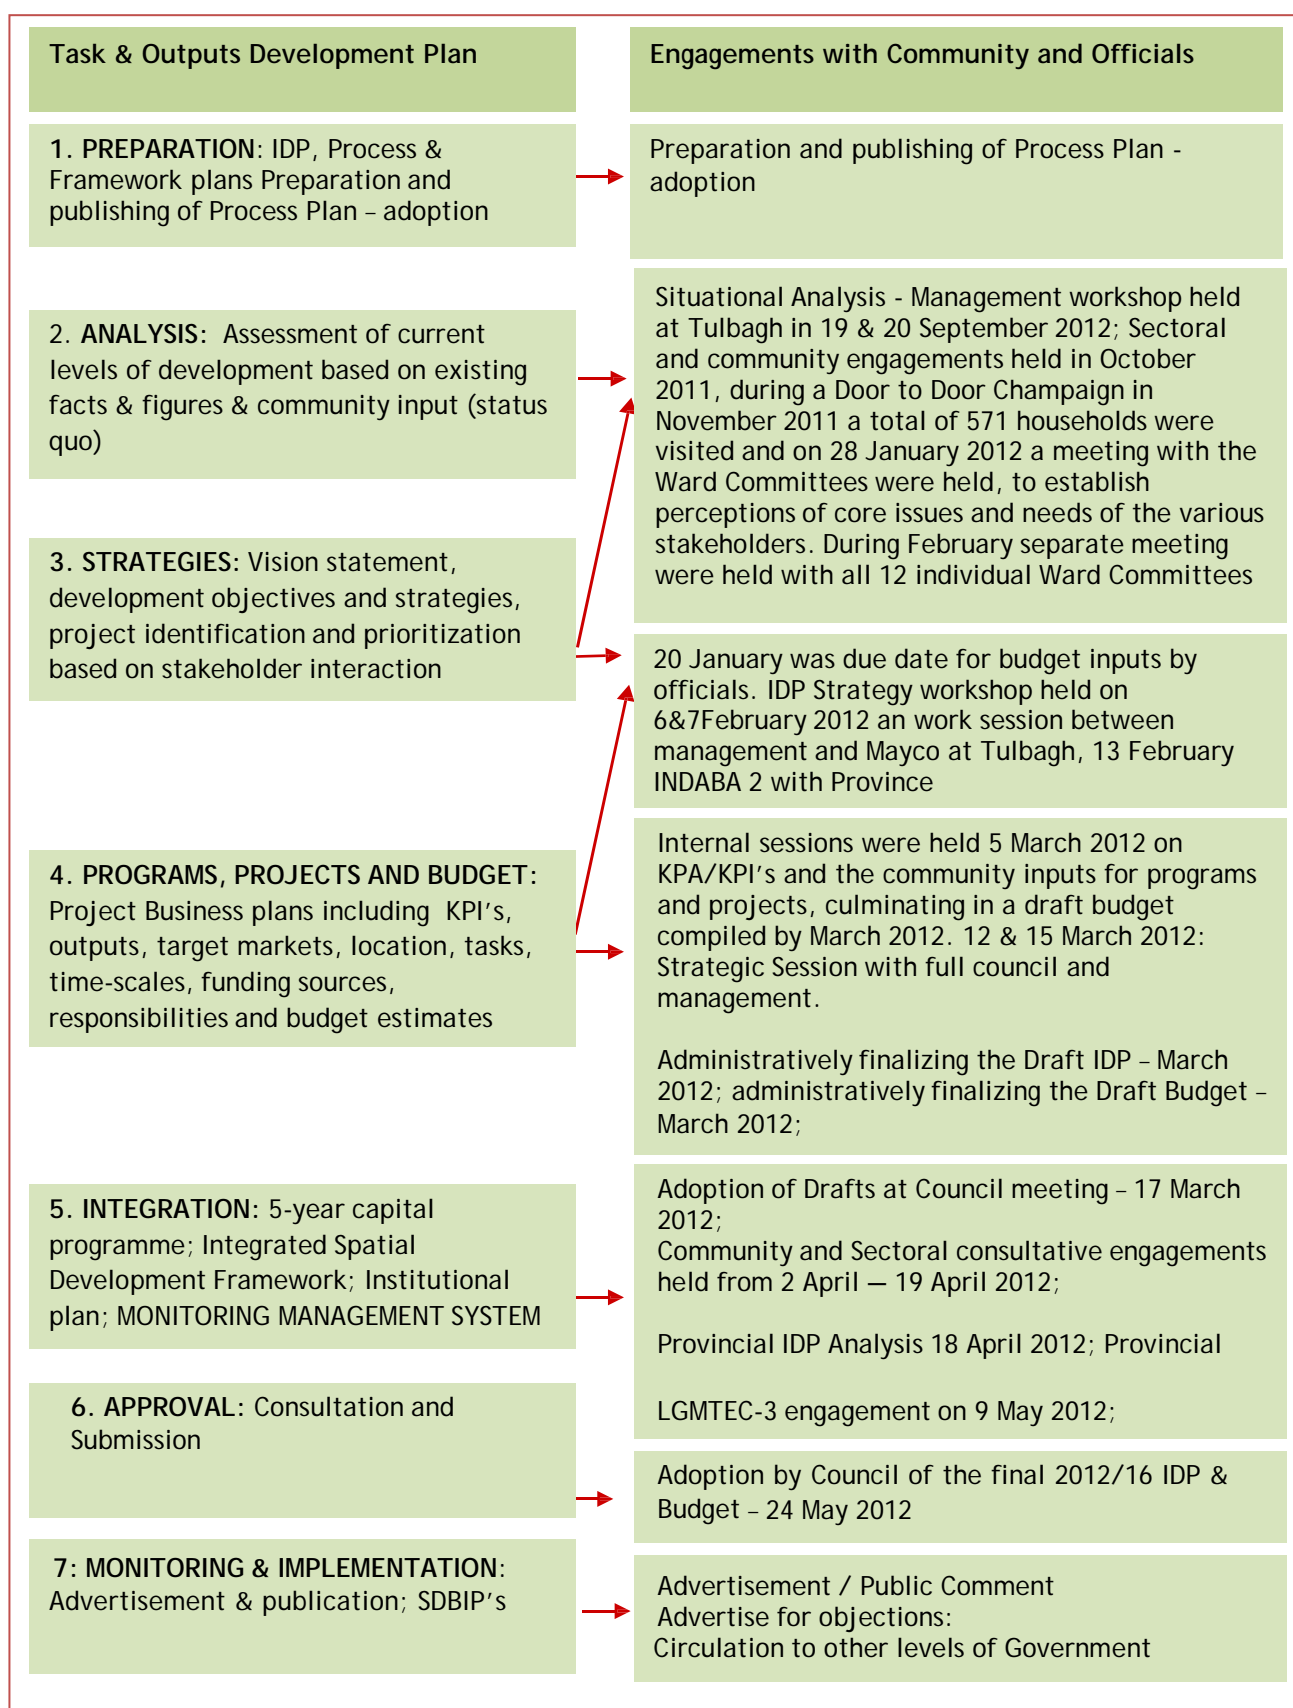 Task & Outputs Development Plan
Engagements with Community and Officials
1. PREPARATION: IDP, Process &
Framework plans Preparation and
publishing of Process Plan – adoption
Preparation and publishing of Process Plan -
adoption
2. ANALYSIS: Assessment of current
levels of development based on existing
facts & figures & community input (status
quo)
Situational Analysis - Management workshop held
at Tulbagh in 19 & 20 September 2012; Sectoral
and community engagements held in October
2011, during a Door to Door Champaign in
November 2011 a total of 571 households were
visited and on 28 January 2012 a meeting with the
Ward Committees were held, to establish
perceptions of core issues and needs of the various
stakeholders. During February separate meeting
were held with all 12 individual Ward Committees
3. STRATEGIES: Vision statement,
development objectives and strategies,
project identification and prioritization
based on stakeholder interaction
20 January was due date for budget inputs by
officials. IDP Strategy workshop held on
6&7February 2012 an work session between
management and Mayco at Tulbagh, 13 February
INDABA 2 with Province
4. PROGRAMS, PROJECTS AND BUDGET:
Project Business plans including KPI's,
outputs, target markets, location, tasks,
time-scales, funding sources,
responsibilities and budget estimates
Internal sessions were held 5 March 2012 on
KPA/KPI's and the community inputs for programs
and projects, culminating in a draft budget
compiled by March 2012. 12 & 15 March 2012:
Strategic Session with full council and
management.
Administratively finalizing the Draft IDP – March
2012; administratively finalizing the Draft Budget –
March 2012;
5. INTEGRATION: 5-year capital
programme; Integrated Spatial
Development Framework; Institutional
plan; MONITORING MANAGEMENT SYSTEM
Adoption of Drafts at Council meeting – 17 March
2012;
Community and Sectoral consultative engagements
held from 2 April — 19 April 2012;
Provincial IDP Analysis 18 April 2012; Provincial
LGMTEC-3 engagement on 9 May 2012;
6. APPROVAL: Consultation and
Submission
Adoption by Council of the final 2012/16 IDP &
Budget – 24 May 2012
7: MONITORING & IMPLEMENTATION:
Advertisement & publication; SDBIP's
Advertisement / Public Comment
Advertise for objections:
Circulation to other levels of Government